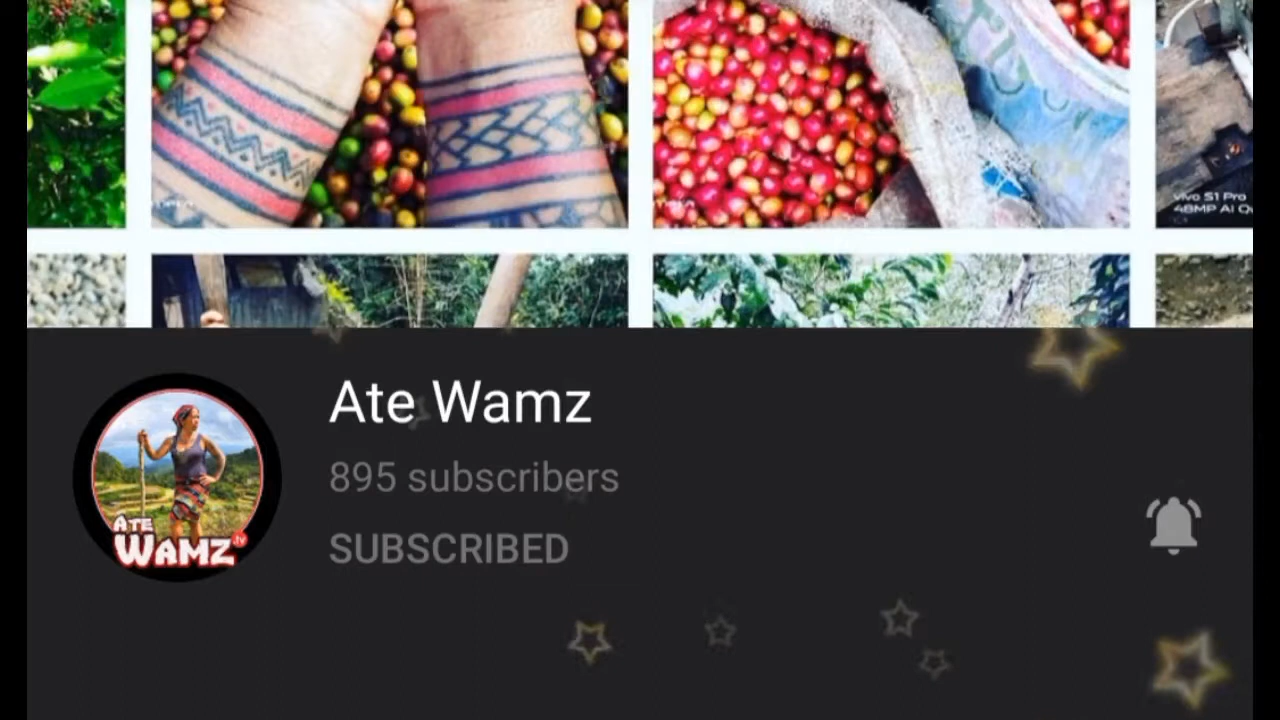 vivo S1 Pro
48MP AI Q
Ate Wamz
895 subscribers
SUBSCRIBED
ATE
WAMZ
tv